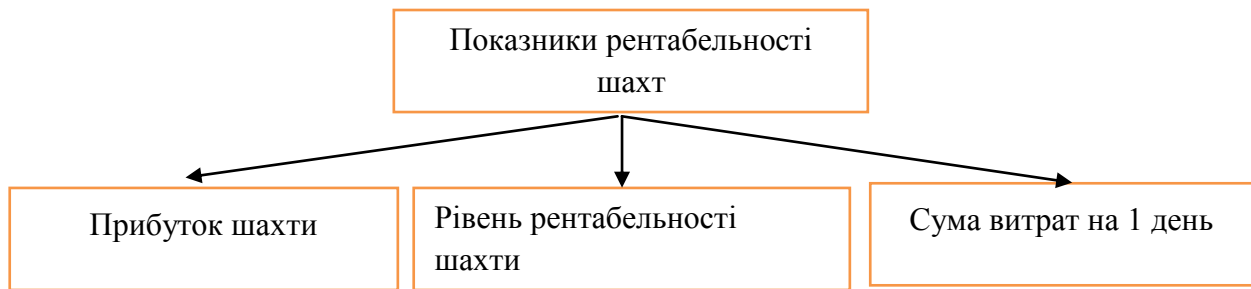 Показники рентабельності
шахт
Прибуток шахти
Рівень рентабельності
шахти
Сума витрат на 1 день